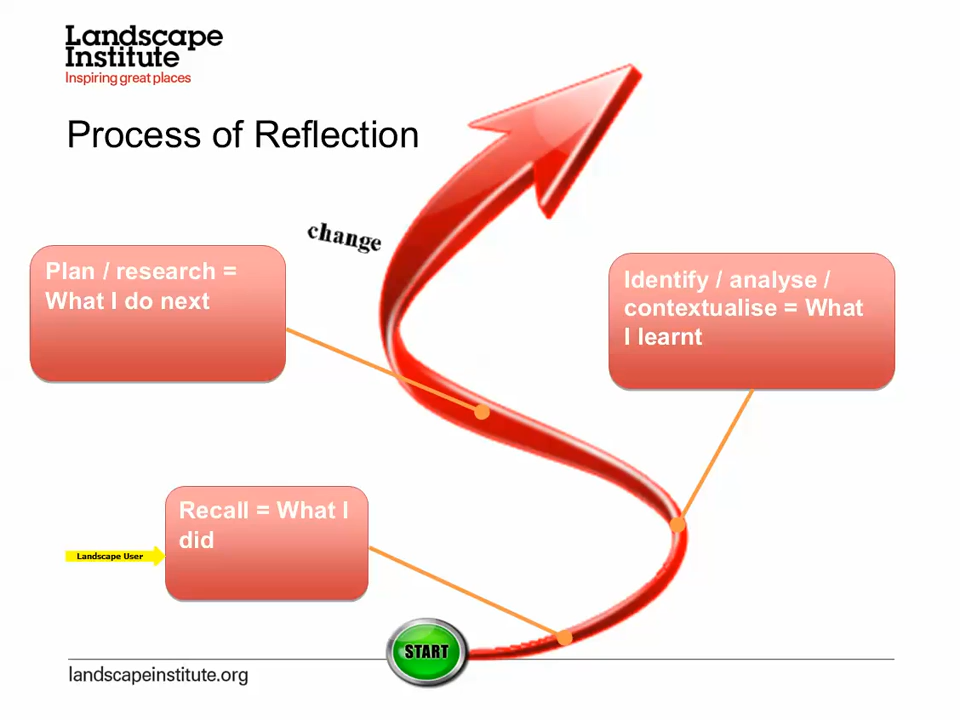 Landscape
Institute
Inspiring great places
Process of Reflection
change
Plan / research =
What I do next
Identify / analyse /
contextualise = What
I learnt
Recall = What I
did
Landscape User
START
landscapeinstitute.org